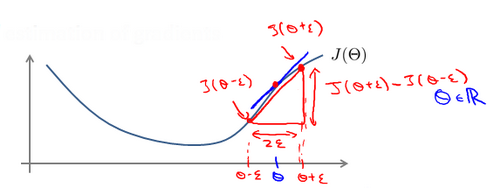 J(θ+ε)
J(Θ)
J(θ-ε)
J(θ+ε) - J(θ-ε)
θ ∈ ℝ
2ε
θ-ε θ θ+ε